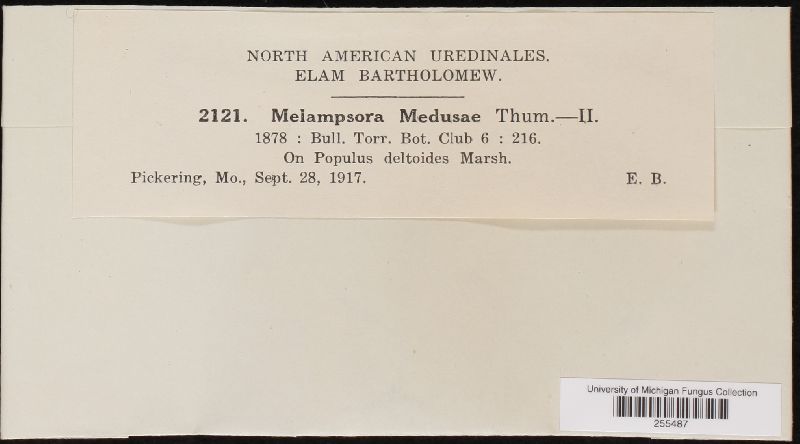 NORTH AMERICAN UREDINALES.
ELAM BARTHOLOMEW.
2121. Melampsora Medusae Thum.—II.
1878 : Bull. Torr. Bot. Club 6 : 216.
On Populus deltoides Marsh.
Pickering, Mo., Sept. 28, 1917. E. B.
University of Michigan Fungus Collection
255487